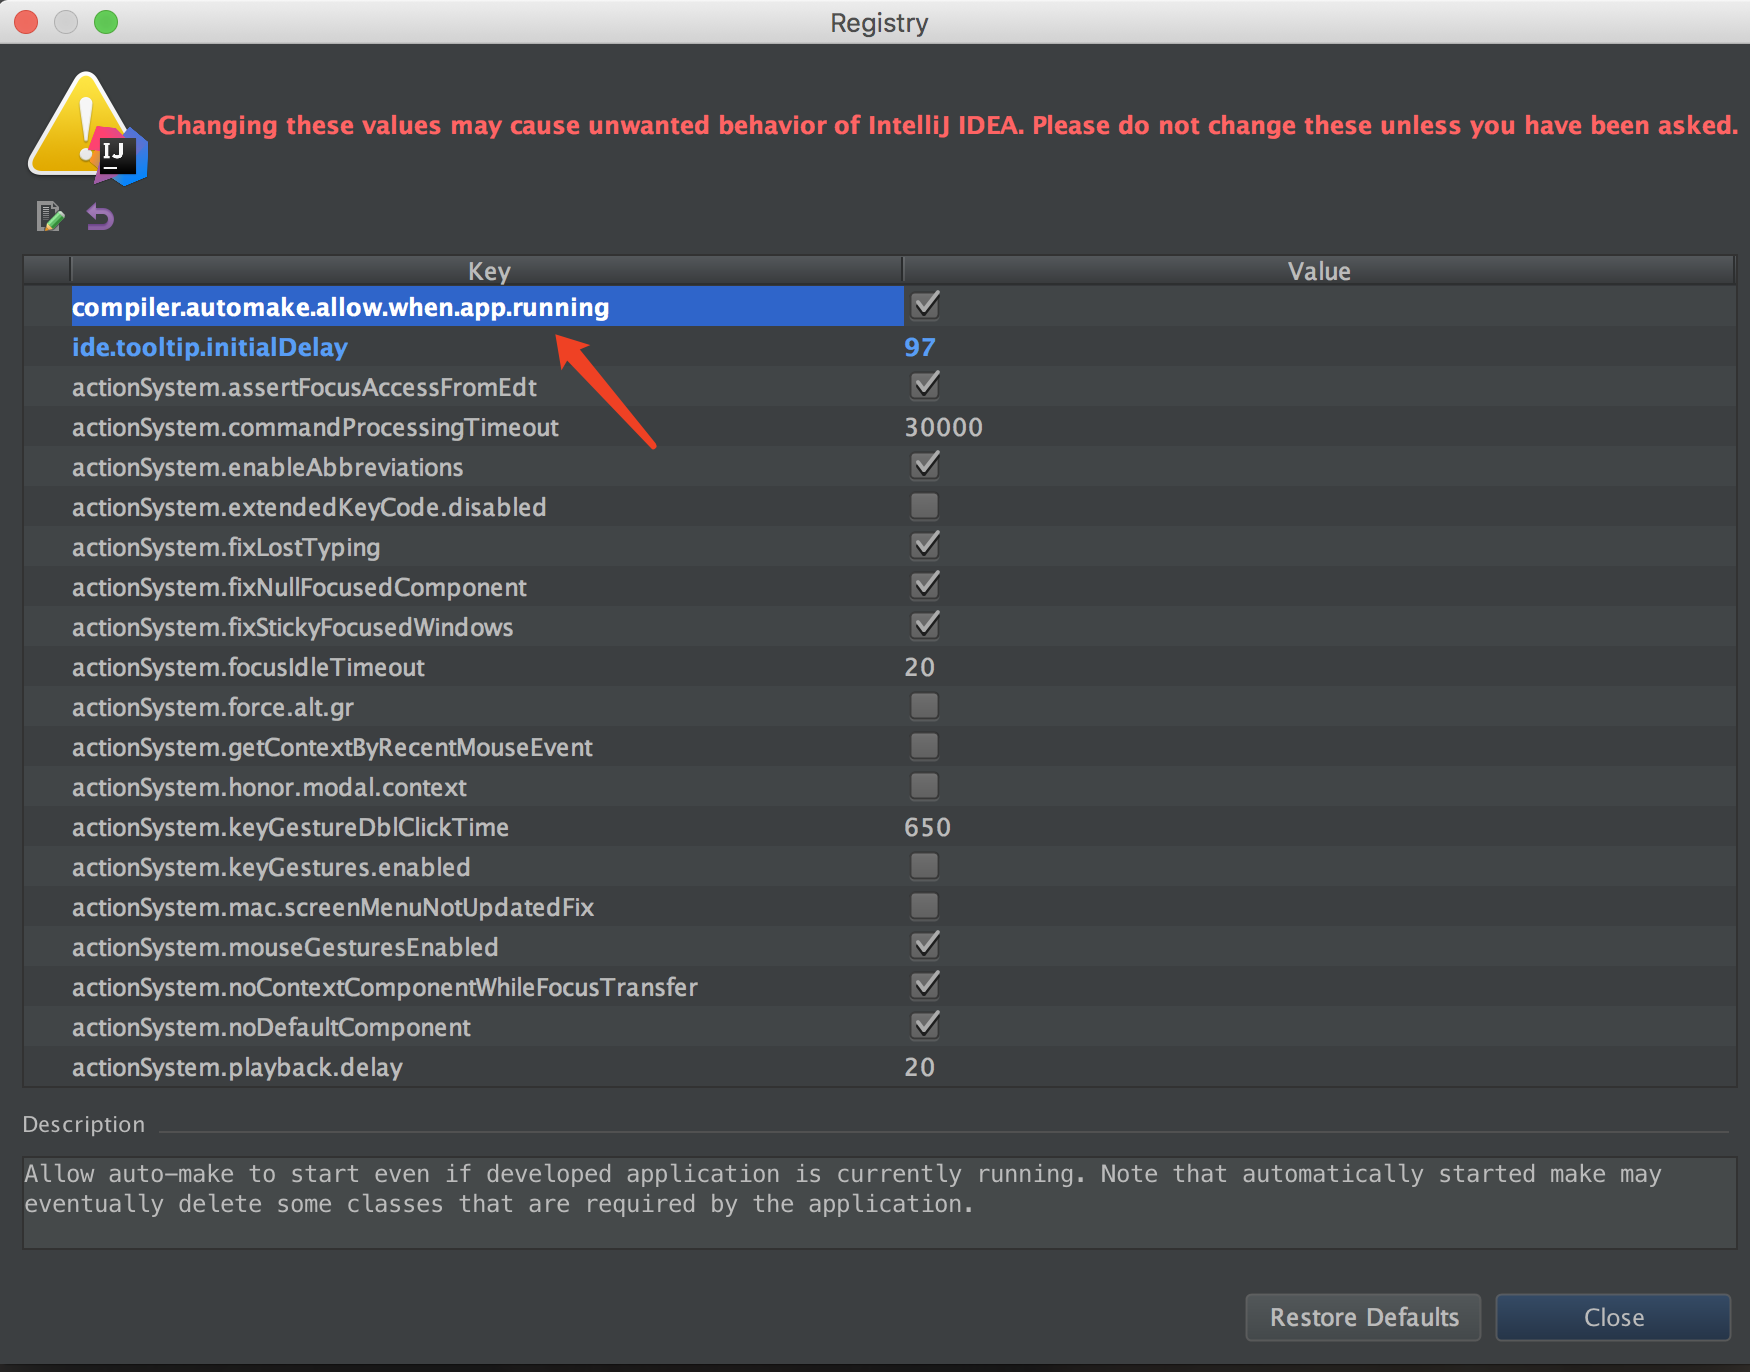 Registry
Changing these values may cause unwanted behavior of IntelliJ IDEA. Please do not change these unless you have been asked.
IJ
Key Value
compiler.automake.allow.when.app.running
ide.tooltip.initialDelay 97
actionSystem.assertFocusAccessFromEdt
actionSystem.commandProcessingTimeout 30000
actionSystem.enableAbbreviations
actionSystem.extendedKeyCode.disabled
actionSystem.fixLostTyping
actionSystem.fixNullFocusedComponent
actionSystem.fixStickyFocusedWindows
actionSystem.focusIdleTimeout 20
actionSystem.force.alt.gr
actionSystem.getContextByRecentMouseEvent
actionSystem.honor.modal.context
actionSystem.keyGestureDblClickTime 650
actionSystem.keyGestures.enabled
actionSystem.mac.screenMenuNotUpdatedFix
actionSystem.mouseGesturesEnabled
actionSystem.noContextComponentWhileFocusTransfer
actionSystem.noDefaultComponent
actionSystem.playback.delay 20
Description
Allow auto-make to start even if developed application is currently running. Note that automatically started make may
eventually delete some classes that are required by the application.
Restore Defaults Close